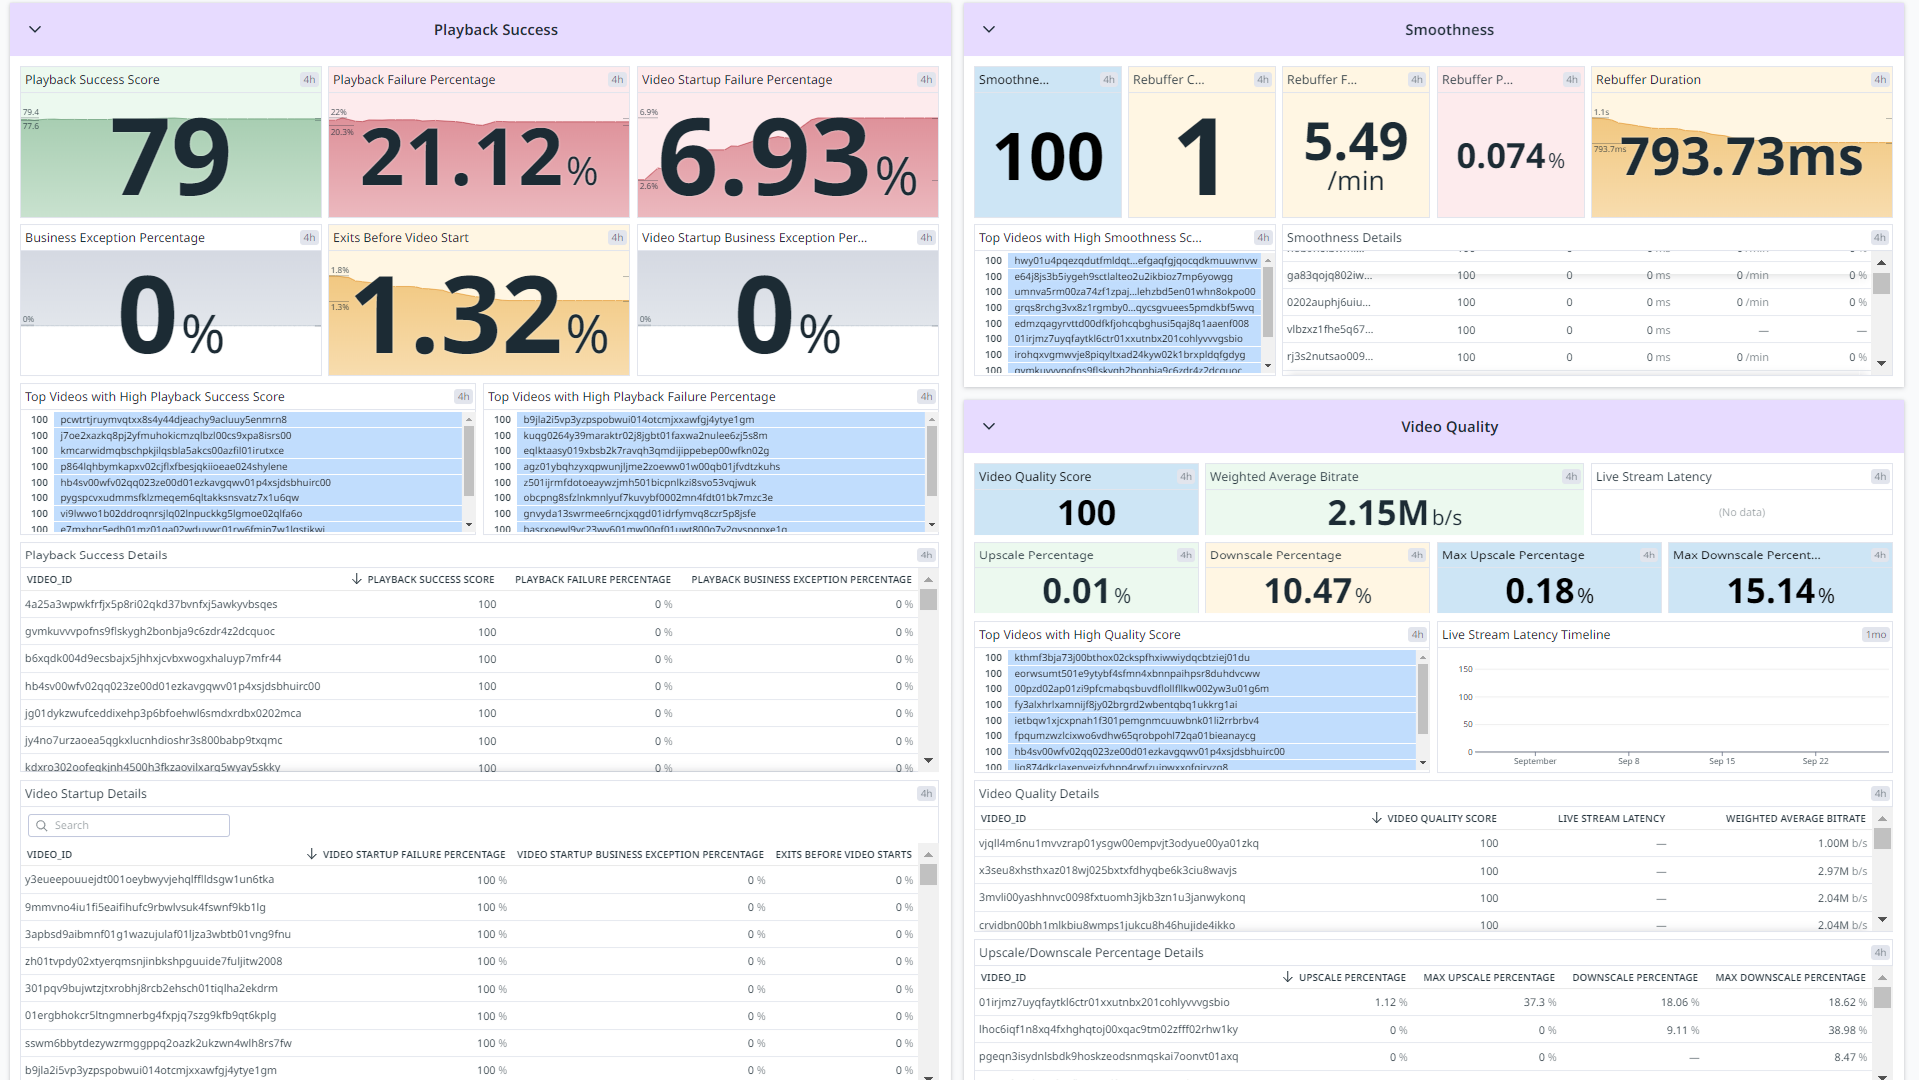 Playback Success
Playback Success Score 4h
79.4
77.6
79
Playback Failure Percentage 4h
22%
20.3%
21.12%
Video Startup Failure Percentage 4h
6.9%
2.6%
6.93%
Business Exception Percentage 4h
0%
0%
Exits Before Video Start 4h
1.8%
1.3%
1.32%
Video Startup Business Exception Per... 4h
0%
0%
Top Videos with High Playback Success Score 4h
100 pcwtrtjruymvqtxx8s4y44djeachy9acluuy5enmrn8
100 j7oe2xazkq8pj2yfmuhokicmzqlbzl00cs9xpa8isrs00
100 kmcarwidmqbschpkjilqsbla5akcs00azfil01irutxce
100 p864lqhbymkapxv02cjflxfbesjqkiioeae024shylene
100 hb4sv00wfv02qq023ze00d01ezkavgqwv01p4xsjdsbhuirc00
100 pygspcvxudmmsfklzmeqem6qltakksnsvatz7x1u6qw
100 vi9lwwo1b02ddroqnrsjlq02lnpuckkg5lgmoe02qlfa6o
100
Top Videos with High Playback Failure Percentage 4h
100 b9jla2i5vp3yzpspobwui014otcmjxxawfgj4ytye1gm
100 kuqg0264y39maraktr02j8jgbt01faxwa2nulee6zj5s8m
100 eqlktaasy019xbsb2k7ravqh3qmdijippebep00wfkn02g
100 agz01ybqhzyxqpwunjljme2zoeww01w00qb01jfvdtzkuhs
100 z501ijrmfdotoeaywzjmh501bicpnlkzi8svo53vqjwuk
100 obcpng8sfzlnkmnlyuf7kuvybf0002mn4fdt01bk7mzc3e
100 gnvyda13swrmee6rncjxqgd01idrfymvq8czr5p8jsfe
100
Playback Success Details 4h
VIDEO_ID ↓ PLAYBACK SUCCESS SCORE PLAYBACK FAILURE PERCENTAGE PLAYBACK BUSINESS EXCEPTION PERCENTAGE
4a25a3wpwkfrfjx5p8ri02qkd37bvnfxj5awkyvbsqes 100 0 % 0 %
gvmkuvvvpofns9flskygh2bonbja9c6zdr4z2dcquoc 100 0 % 0 %
b6xqdk004d9ecsbajx5jhhxjcvbxwogxhaluyp7mfr44 100 0 % 0 %
hb4sv00wfv02qq023ze00d01ezkavgqwv01p4xsjdsbhuirc00 100 0 % 0 %
jg01dykzwufceddixehp3p6bfoehwl6smdxrdbx0202mca 100 0 % 0 %
jy4no7urzaoea5qgkxlucnhdioshr3s800babp9txqmc 100 0 % 0 %
kdxro302oofeqkjnh4500h3fkzaovilxarq5wyay5skky 100 0 % 0 %
Video Startup Details 4h
Search
VIDEO_ID ↓ VIDEO STARTUP FAILURE PERCENTAGE VIDEO STARTUP BUSINESS EXCEPTION PERCENTAGE EXITS BEFORE VIDEO STARTS
y3eueepouuejdt001oeybwyvjehqlfflldsgw1un6tka 100 % 0 % 0 %
9mmvno4iu1fi5eaifihufc9rbwlvsuk4fswnf9kb1lg 100 % 0 % 0 %
3apbsd9aibmnf01g1wazujulaf01ljza3wbtb01vng9fnu 100 % 0 % 0 %
zh01tvpdy02xtyerqmsnjinbkshpguuide7fuljitw2008 100 % 0 % 0 %
301pqv9bujwtzjtxrobhj8rcb2ehsch01tiqlha2ekdrm 100 % 0 % 0 %
01ergbhokcr5ltngmnerbg4fxpjq7szg9kfb9qt6kplg 100 % 0 % 0 %
sswm6bbytdezywzrmggppq2oazk2ukzwn4wlh8rs7fw 100 % 0 % 0 %
b9jla2i5vp3yzpspobwui014otcmjxxawfgj4ytye1gm 100 % 0 % 0 %
Smoothness
Smoothne... 4h
100
Rebuffer C... 4h
1
Rebuffer F... 4h
5.49
/min
Rebuffer P... 4h
0.074%
Rebuffer Duration 4h
1.1s
793.7ms
793.73ms
Top Videos with High Smoothness Sc... 4h
100 hwy01u4pqezqdutfmldqt...efgaqfgjqocqdkmuuwnvw
100 e64j8js3b5iygeh9sctlalteo2u2ikbioz7mp6yowgg
100 umnva5rm00za74zf1zpaj...lehzbd5en01whn8okpo00
100 grqs8rchg3vx8z1rgmby0...qycsgvuees5pmdkbf5wvq
100 edmzqagyrvttd00dfkfjohcqbghusi5qaj8q1aaenf008
100 01irjmz7uyqfaytkl6ctr01xxutnbx201cohlyvvvgsbio
100 irohqxvgmwvje8piqyltxad24kyw02k1brxpldqfgdyg
100 gvmkuvvvpofns9flskygh2bonbja9c6zdr4z2dcquoc
Smoothness Details 4h
100 0 0 ms 0 /min 0 %
ga83qojq802iw... 100 0 0 ms 0 /min 0 %
0202auphj6uiu... 100 0 0 ms 0 /min 0 %
vlbzxz1fhe5q67... 100 0 0 ms — —
rj3s2nutsao009... 100 0 0 ms 0 /min 0 %
Video Quality
Video Quality Score 4h
100
Weighted Average Bitrate 4h
2.15M b/s
Live Stream Latency 4h
(No data)
Upscale Percentage 4h
0.01%
Downscale Percentage 4h
10.47%
Max Upscale Percentage 4h
0.18%
Max Downscale Percent... 4h
15.14%
Top Videos with High Quality Score 4h
100 kthmf3bja73j00bthox02ckspfhxiwwiydqcbtziej01du
100 eorwsumt501e9ytybf4sfmn4xbnnpaihpsr8duhdvcww
100 00pzd02ap01zi9pfcmabqsbuvdflollfllkw002yw3u01g6m
100 fy3alxhrlxamnijf8jy02brgrd2wbentqbq1ukkrg1ai
100 ietbqw1xjcxpnah1f301pemgnmcuuwbnk01li2rrbrbv4
100 fpqumzwzlcixwo6vdhw65qrobpohl72qa01bieanaycg
100 hb4sv00wfv02qq023ze00d01ezkavgqwv01p4xsjdsbhuirc00
100
Live Stream Latency Timeline 1mo
150
100
50
0
September Sep 8 Sep 15 Sep 22
Video Quality Details 4h
VIDEO_ID ↓ VIDEO QUALITY SCORE LIVE STREAM LATENCY WEIGHTED AVERAGE BITRATE
vjqll4m6nu1mvvzrap01ysgw00empvjt3odyue00ya01zkq 100 — 1.00M b/s
x3seu8xhsthxaz018wj025bxtxfdhyqbe6k3ciu8wavjs 100 — 2.97M b/s
3mvli00yashhnvc0098fxtuomh3jkb3zn1u3janwykonq 100 — 2.04M b/s
crvidbn00bh1mlkbiu8wmps1jukcu8h46hujide4ikko 100 — 2.04M b/s
Upscale/Downscale Percentage Details 4h
VIDEO_ID ↓ UPSCALE PERCENTAGE MAX UPSCALE PERCENTAGE DOWNSCALE PERCENTAGE MAX DOWNSCALE PERCENTAGE
01irjmz7uyqfaytkl6ctr01xxutnbx201cohlyvvvgsbio 1.12 % 37.3 % 18.06 % 18.62 %
lhoc6iqf1n8xq4fxhghqtoj00xqac9tm02zfff02rhw1ky 0 % 0 % 9.11 % 38.98 %
pgeqn3isydnlsbdk9hoskzeodsnmqskai7oonvt01axq 0 % 0 % — 8.47 %